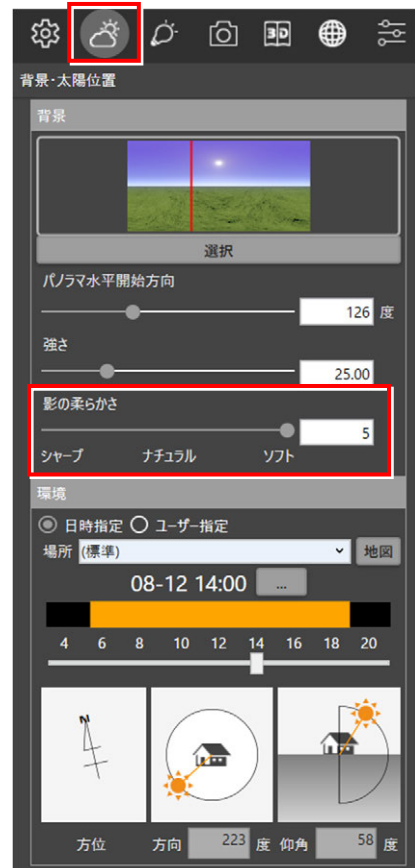 3D
背景・太陽位置
背景
選択
パノラマ水平開始方向
126 度
強さ
25.00
影の柔らかさ
5
シャープ ナチュラル ソフト
環境
日時指定 ユーザー指定
場所 (標準) 地図
08-12 14:00 ...
4 6 8 10 12 14 16 18 20
N
方位 方向 223 度 仰角 58 度